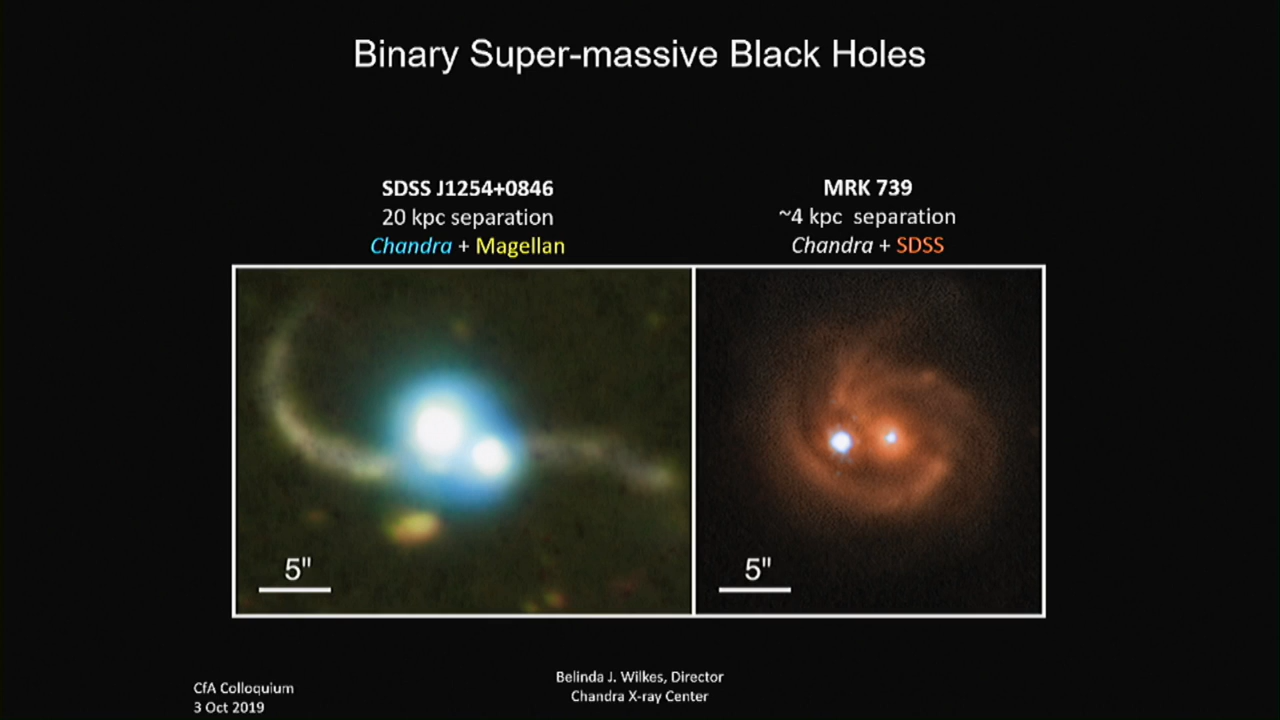 Binary Super-massive Black Holes
SDSS J1254+0846
20 kpc separation
Chandra + Magellan
MRK 739
~4 kpc separation
Chandra + SDSS
5"
5"
CfA Colloquium
3 Oct 2019
Belinda J. Wilkes, Director
Chandra X-ray Center